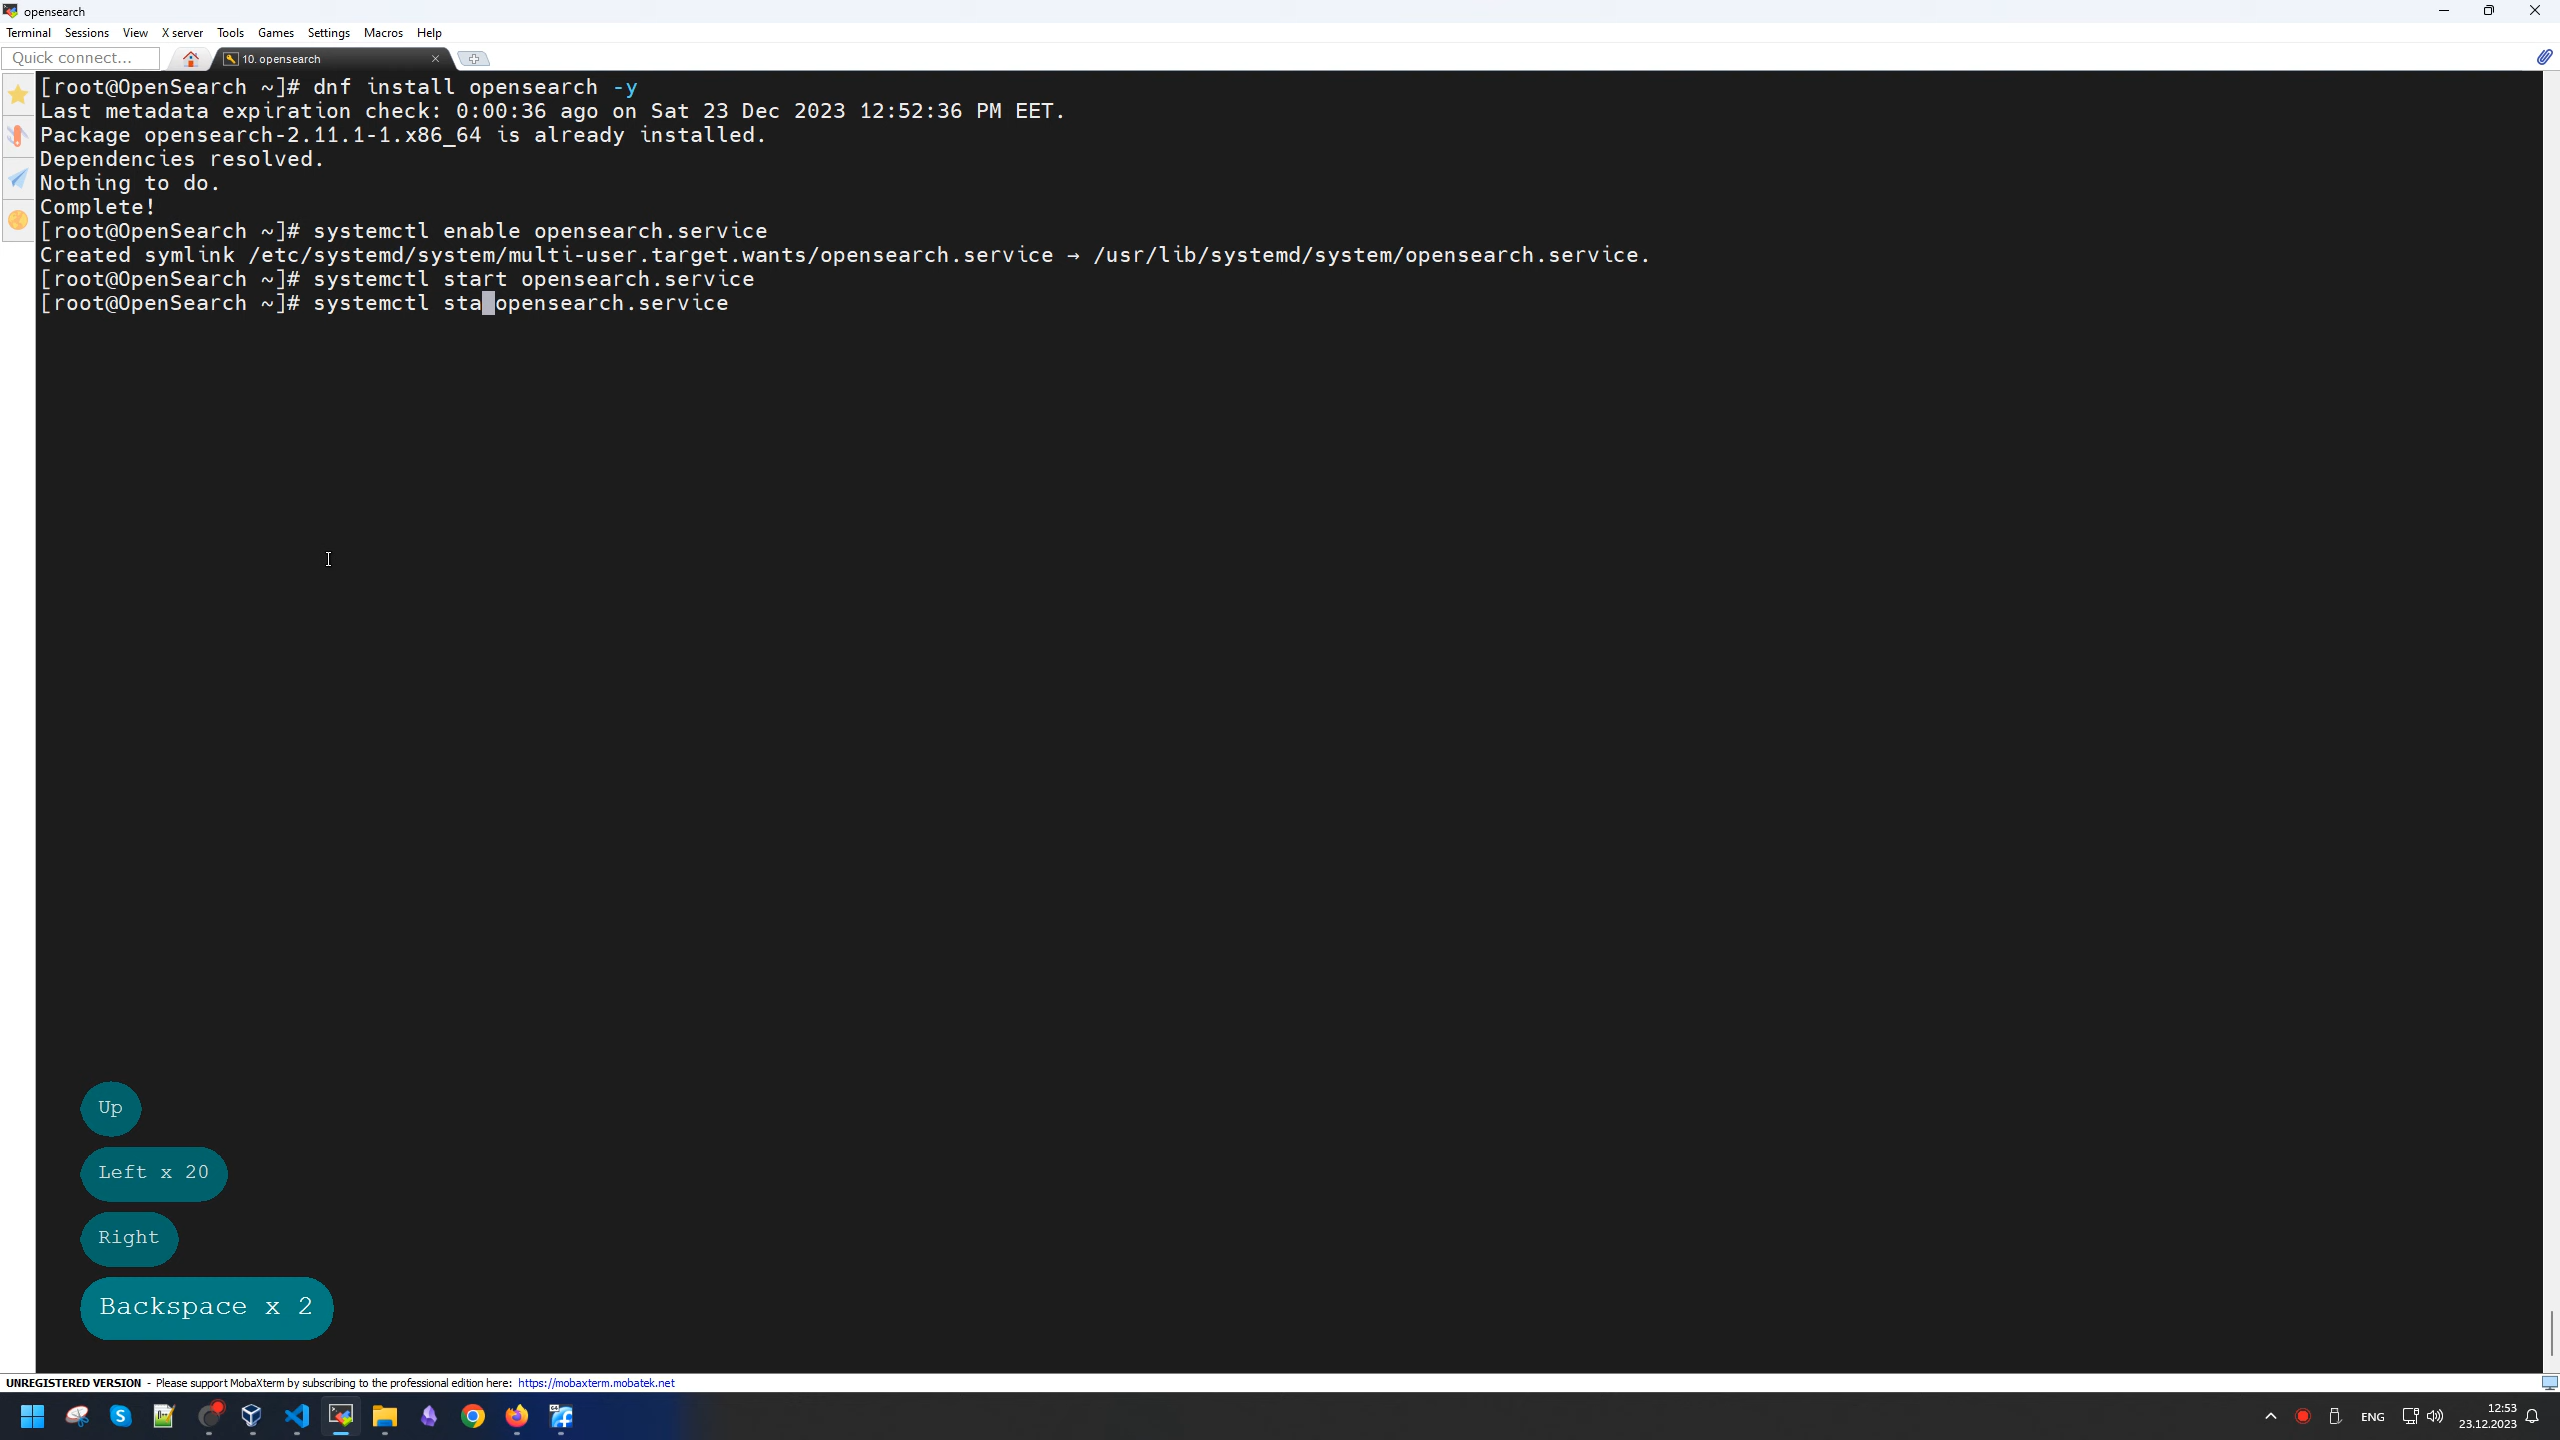 opensearch
Terminal Sessions View X server Tools Games Settings Macros Help
Quick connect... 10. opensearch
[root@OpenSearch ~]# dnf install opensearch -y
Last metadata expiration check: 0:00:36 ago on Sat 23 Dec 2023 12:52:36 PM EET.
Package opensearch-2.11.1-1.x86_64 is already installed.
Dependencies resolved.
Nothing to do.
Complete!
[root@OpenSearch ~]# systemctl enable opensearch.service
Created symlink /etc/systemd/system/multi-user.target.wants/opensearch.service → /usr/lib/systemd/system/opensearch.service.
[root@OpenSearch ~]# systemctl start opensearch.service
[root@OpenSearch ~]# systemctl sta opensearch.service
Up
Left x 20
Right
Backspace x 2
UNREGISTERED VERSION - Please support MobaXterm by subscribing to the professional edition here: https://mobaxterm.mobatek.net
ENG
12:53
23.12.2023